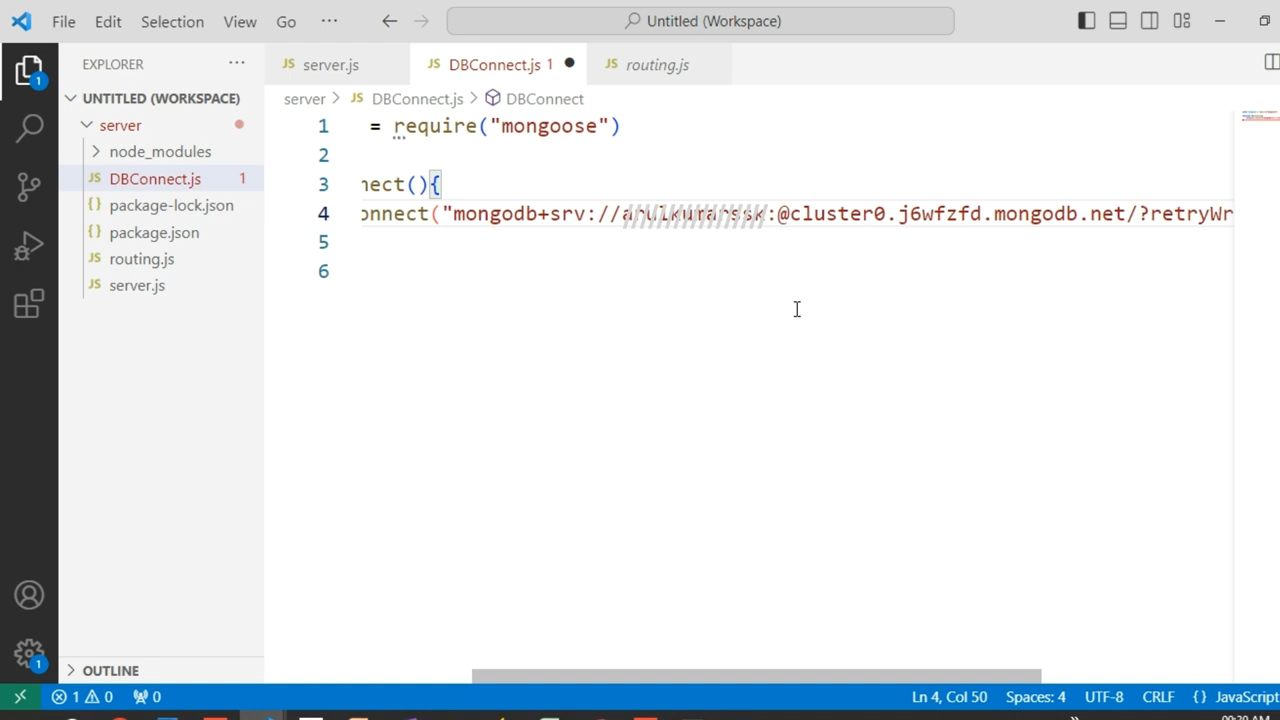 File Edit Selection View Go ··· Untitled (Workspace)
EXPLORER ···
server.js
DBConnect.js 1
routing.js
UNTITLED (WORKSPACE)
server > DBConnect.js > DBConnect
server
node_modules
DBConnect.js 1
package-lock.json
package.json
routing.js
server.js
1 = require("mongoose")
2
3 nect(){
4 onnect("mongodb+srv:// :@cluster0.j6wfzfd.mongodb.net/?retryWr
5
6
OUTLINE
1 0 0 Ln 4, Col 50 Spaces: 4 UTF-8 CRLF {} JavaScript